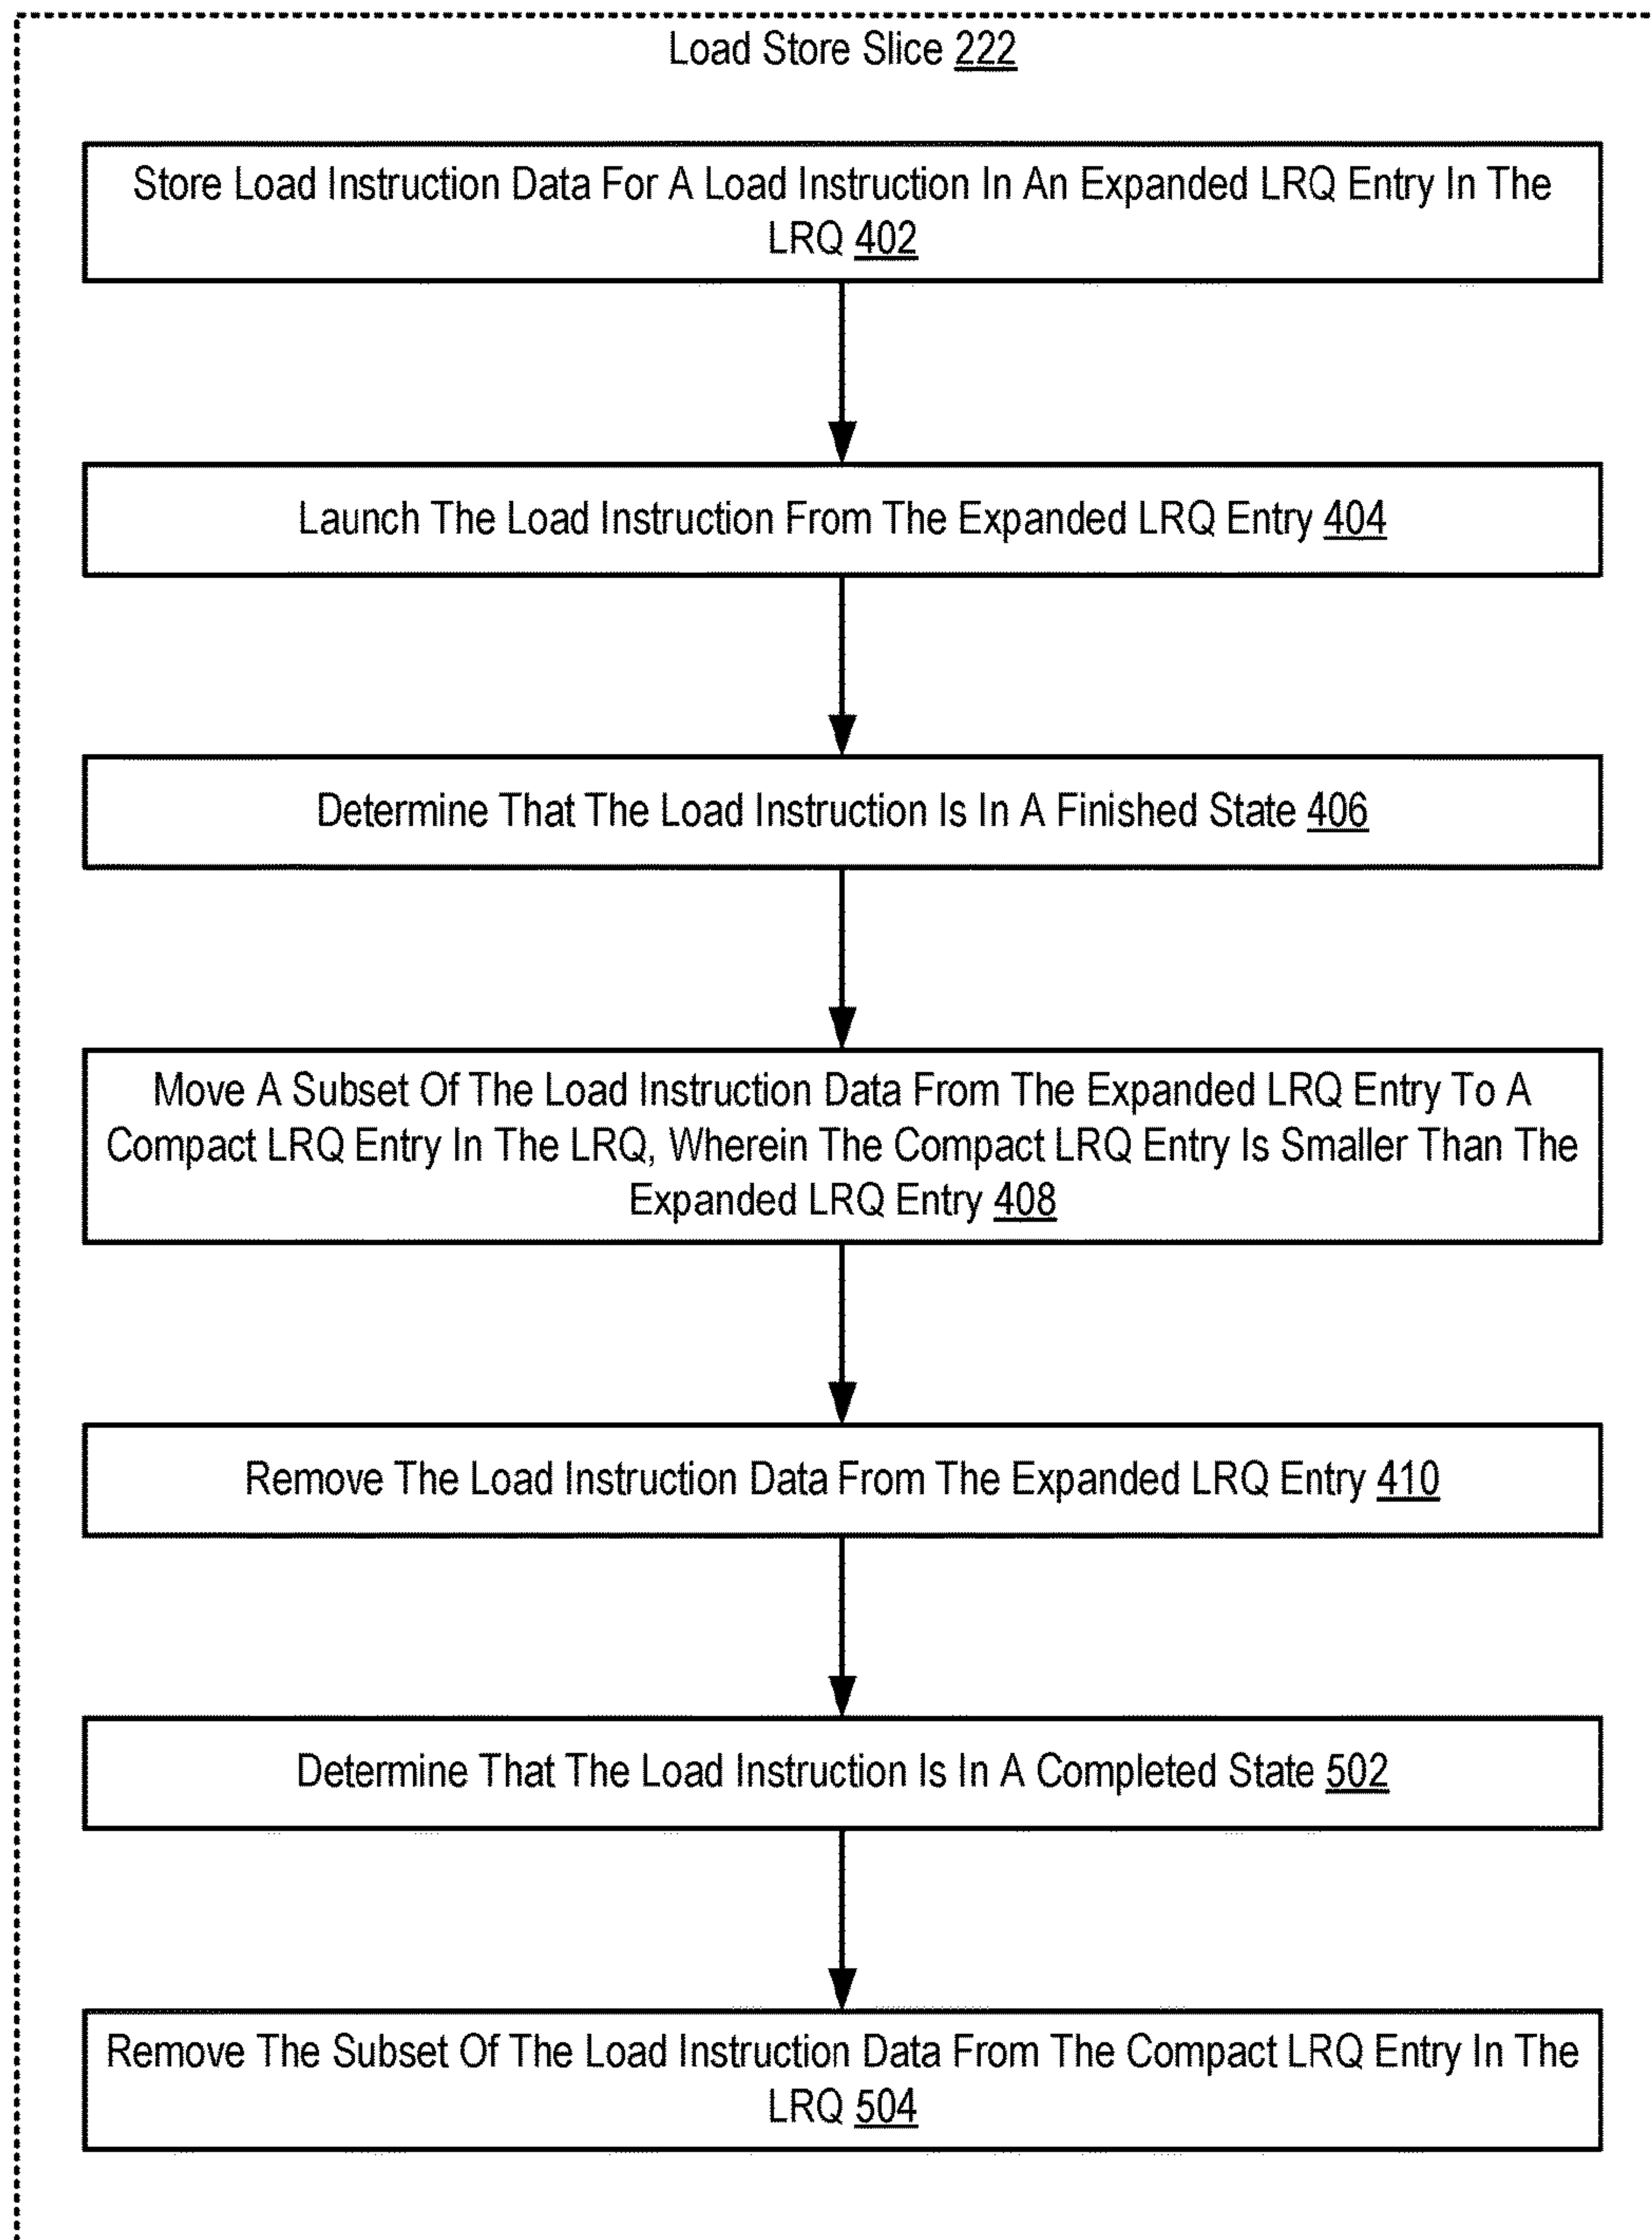 Load Store Slice 222
Store Load Instruction Data For A Load Instruction In An Expanded LRQ Entry In The
LRQ 402
Launch The Load Instruction From The Expanded LRQ Entry 404
Determine That The Load Instruction Is In A Finished State 406
Move A Subset Of The Load Instruction Data From The Expanded LRQ Entry To A
Compact LRQ Entry In The LRQ, Wherein The Compact LRQ Entry Is Smaller Than The
Expanded LRQ Entry 408
Remove The Load Instruction Data From The Expanded LRQ Entry 410
Determine That The Load Instruction Is In A Completed State 502
Remove The Subset Of The Load Instruction Data From The Compact LRQ Entry In The
LRQ 504